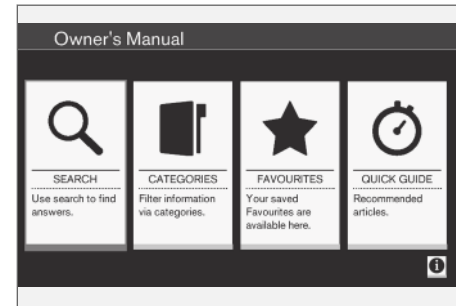 Owner's Manual
SEARCH
Use search to find
answers.
CATEGORIES
Filter information
via categories.
FAVOURITES
Your saved
Favourites are
available here.
QUICK GUIDE
Recommended
articles.
i